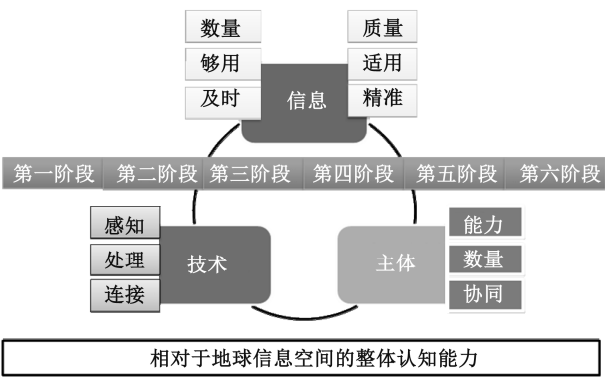 数量
质量
够用
适用
及时
信息
精准
第一阶段 第二阶段 第三阶段 第四阶段 第五阶段 第六阶段
感知
能力
处理
技术
主体
数量
连接
协同
相对于地球信息空间的整体认知能力